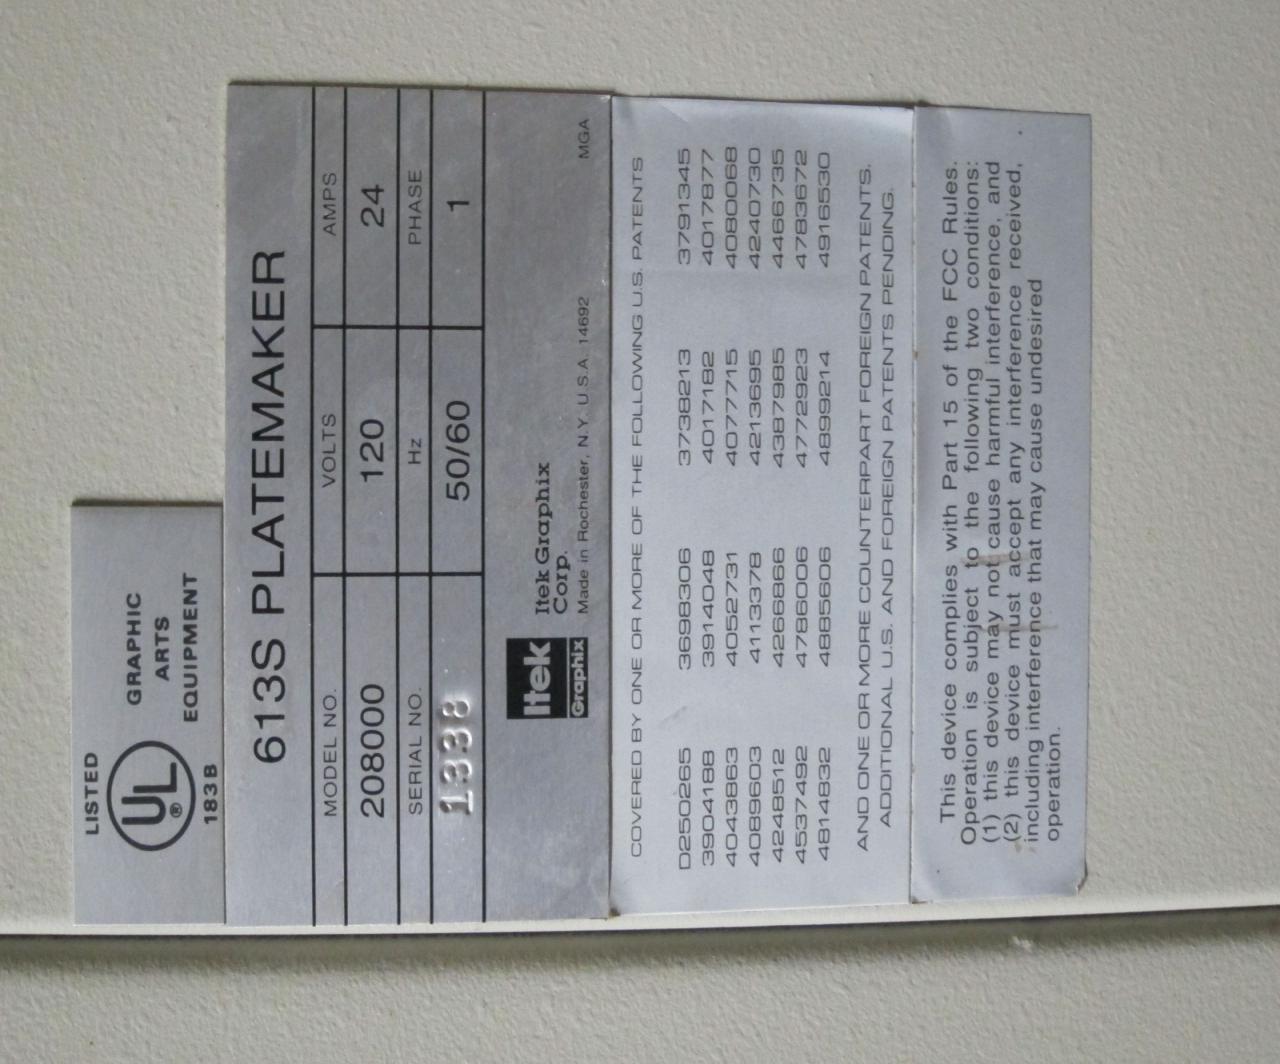 LISTED
UL ®
183B
GRAPHIC
ARTS
EQUIPMENT
613S PLATEMAKER
MODEL NO. VOLTS AMPS
208000 120 24
SERIAL NO. Hz PHASE
1338 50/60 1
Itek
Graphix
Itek Graphix
Corp.
Made in Rochester, N.Y. U.S.A. 14692 MGA
COVERED BY ONE OR MORE OF THE FOLLOWING U.S. PATENTS
D250265 3698306 3738213 3791345
3904188 3914048 4017182 4017877
4043863 4052731 4077715 4080068
4089603 4113378 4213695 4240730
4248512 4266866 4387985 4466735
4537492 4786006 4772923 4783672
4814832 4885606 4899214 4916530
AND ONE OR MORE COUNTERPART FOREIGN PATENTS.
ADDITIONAL U.S. AND FOREIGN PATENTS PENDING.
This device complies with Part 15 of the FCC Rules.
Operation is subject to the following two conditions:
(1) this device may not cause harmful interference, and
(2) this device must accept any interference received,
including interference that may cause undesired
operation.